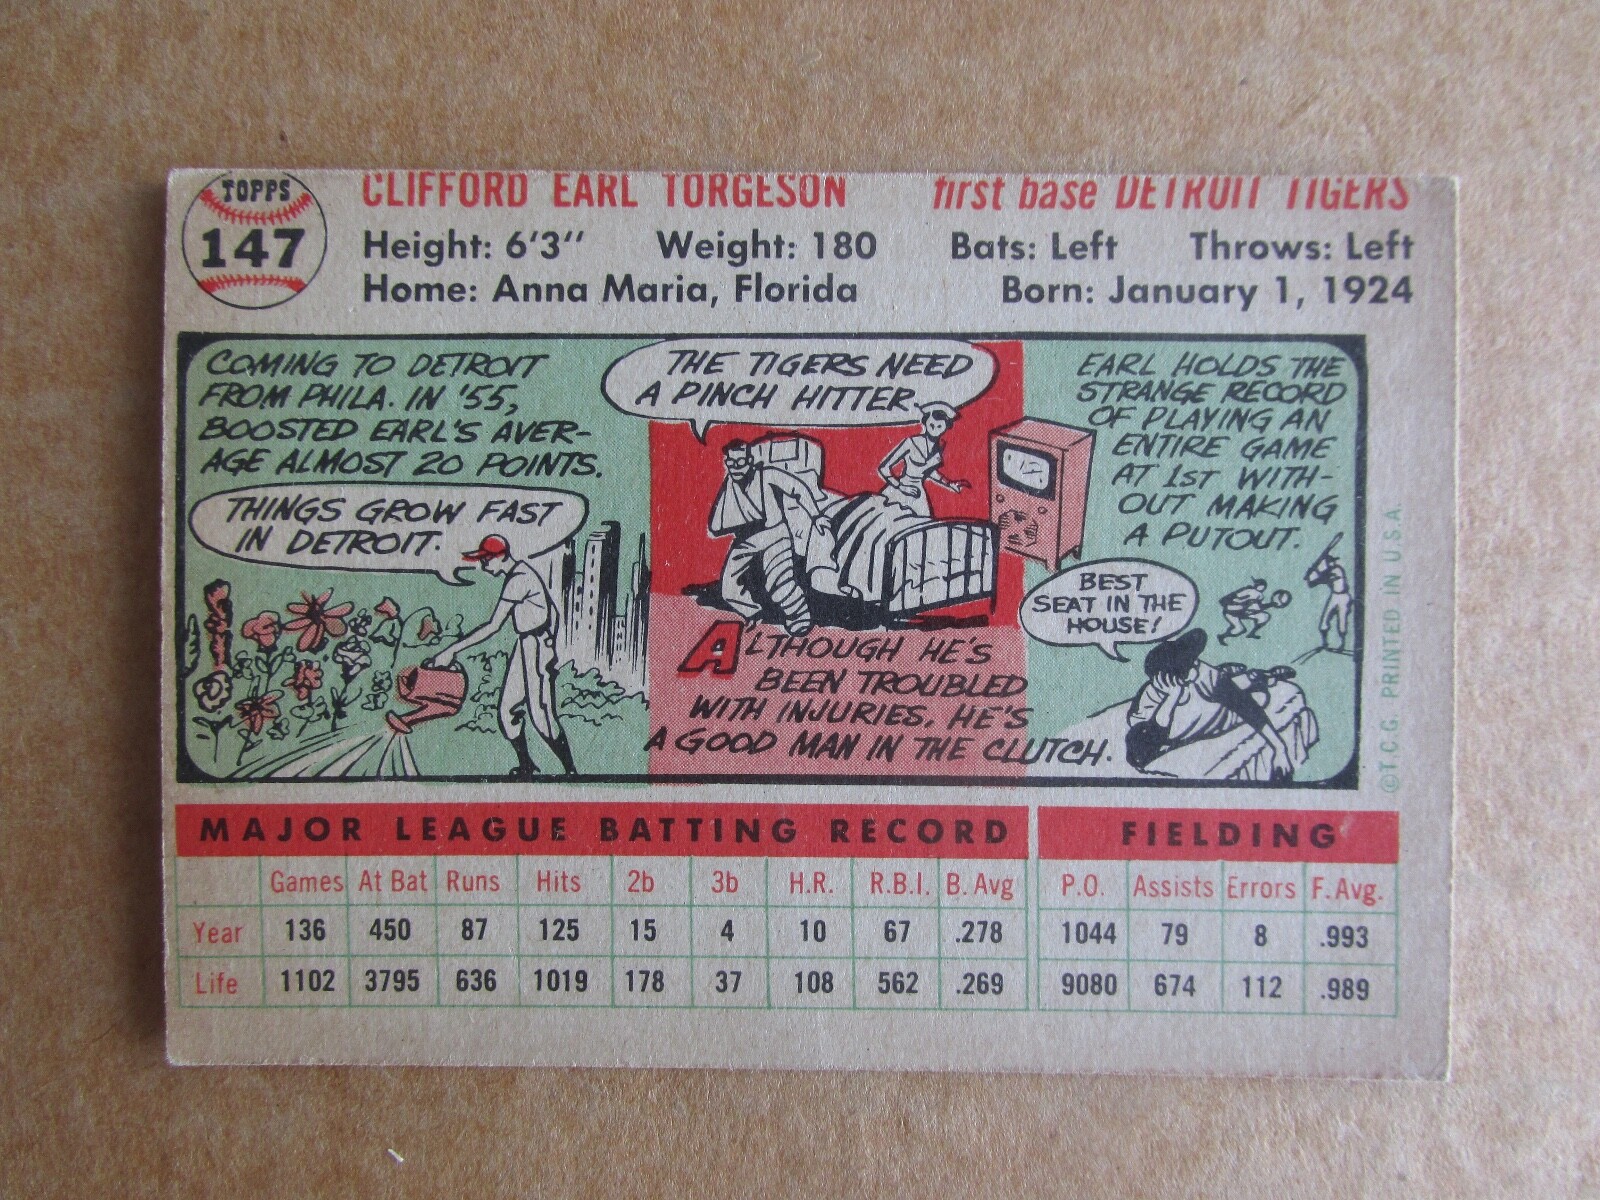 TOPPS
147
CLIFFORD EARL TORGESON first base DETROIT TIGERS
Height: 6'3" Weight: 180 Bats: Left Throws: Left
Home: Anna Maria, Florida Born: January 1, 1924
COMING TO DETROIT
FROM PHILA. IN '55,
BOOSTED EARL'S AVER-
AGE ALMOST 20 POINTS.
THINGS GROW FAST
IN DETROIT.
THE TIGERS NEED
A PINCH HITTER.
ALTHOUGH HE'S
BEEN TROUBLED
WITH INJURIES, HE'S
A GOOD MAN IN THE CLUTCH.
EARL HOLDS THE
STRANGE RECORD
OF PLAYING AN
ENTIRE GAME
AT 1ST WITH-
OUT MAKING
A PUTOUT.
BEST
SEAT IN THE
HOUSE!
©T.C.G. PRINTED IN U.S.A.
MAJOR LEAGUE BATTING RECORD FIELDING
Games At Bat Runs Hits 2b 3b H.R. R.B.I. B. Avg P.O. Assists Errors F. Avg.
Year 136 450 87 125 15 4 10 67 .278 1044 79 8 .993
Life 1102 3795 636 1019 178 37 108 562 .269 9080 674 112 .989